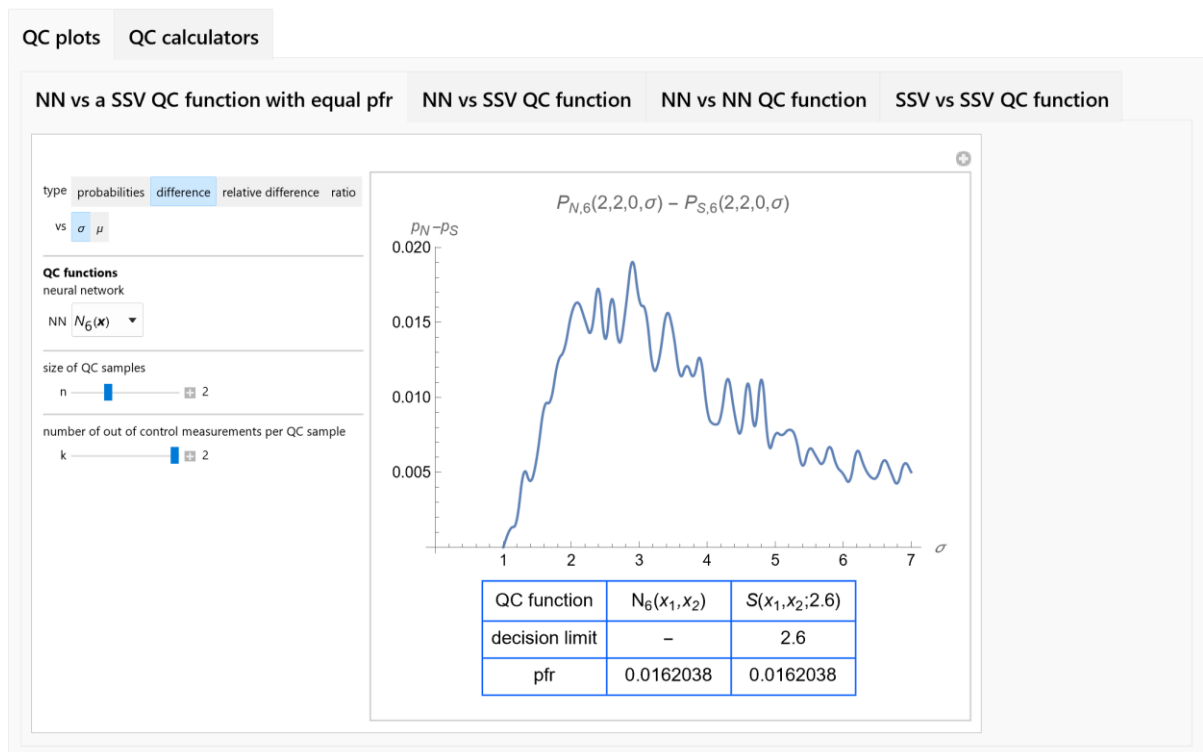 QC plots QC calculators
NN vs a SSV QC function with equal pfr NN vs SSV QC function NN vs NN QC function SSV vs SSV QC function
type probabilities difference relative difference ratio
vs σ μ
QC functions
neural network
NN N₆(x)
size of QC samples
n 2
number of out of control measurements per QC sample
k 2
P_N,6(2,2,0,σ) – P_S,6(2,2,0,σ)
p_N–p_S
0.020
0.015
0.010
0.005
1 2 3 4 5 6 7 σ
QC function N₆(x₁,x₂) S(x₁,x₂;2.6)
decision limit – 2.6
pfr 0.0162038 0.0162038